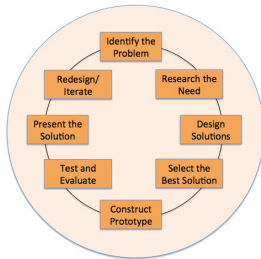 Identify the
Problem
Research the
Need
Design
Solutions
Select the
Best Solution
Construct
Prototype
Test and
Evaluate
Present the
Solution
Redesign/
Iterate